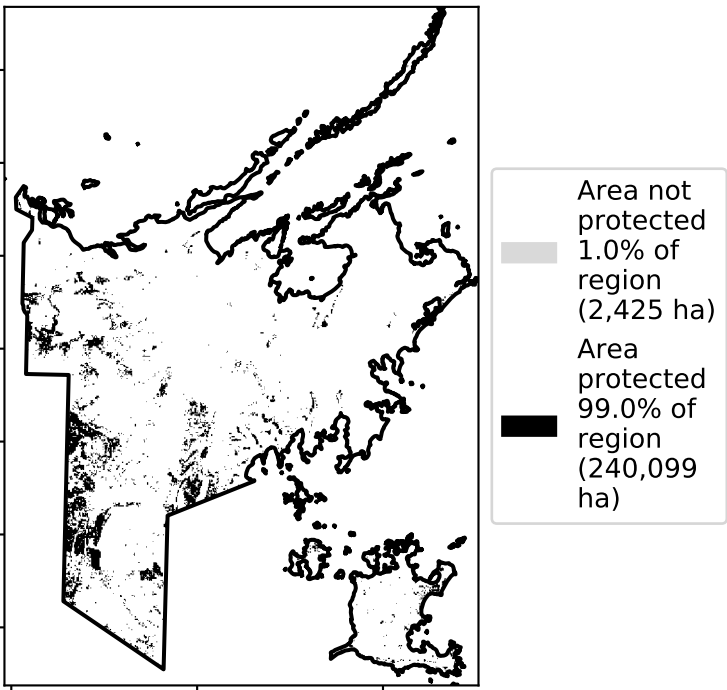 Area not
protected
1.0% of
region
(2,425 ha)
Area
protected
99.0% of
region
(240,099
ha)